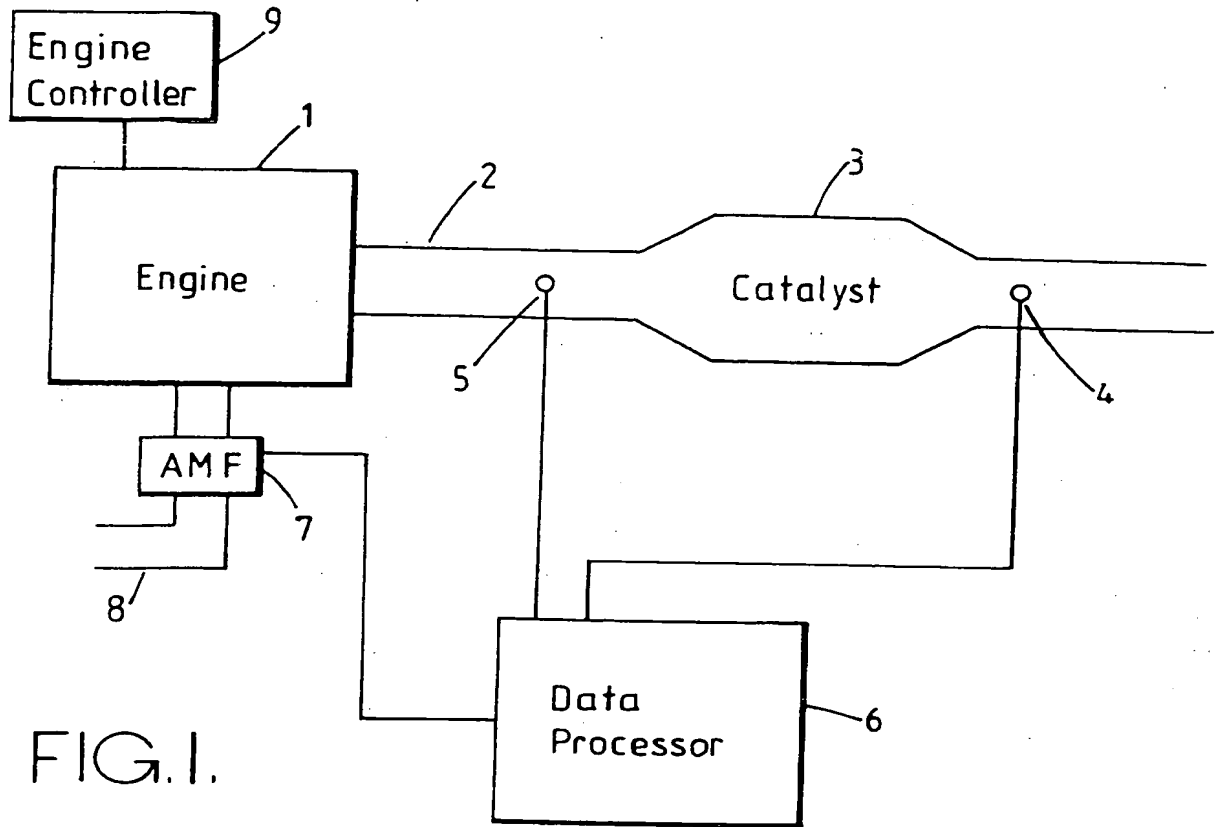 9
Engine
Controller
1
2
3
Engine
Catalyst
5
4
AMF
7
8
Data
Processor
6
FIG.1.